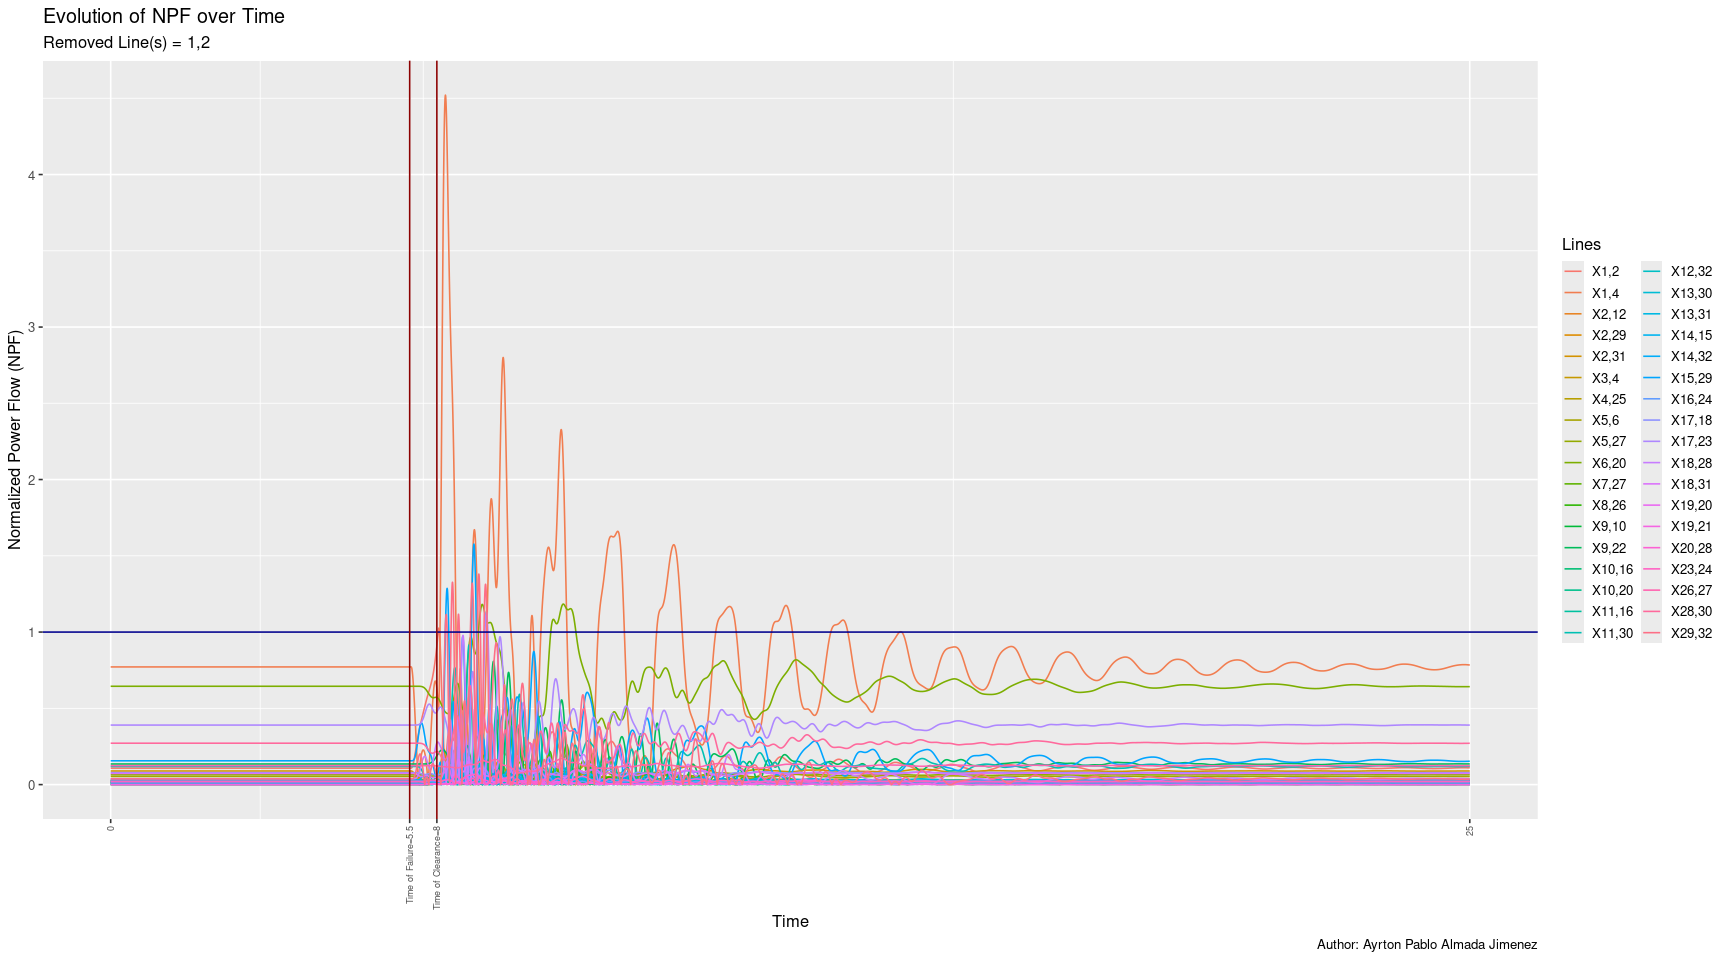 Evolution of NPF over Time
Removed Line(s) = 1,2
Normalized Power Flow (NPF)
4
3
2
1
0
0
Time of Failure=5.5
Time of Clearance=8
25
Time
Lines
X1,2
X1,4
X2,12
X2,29
X2,31
X3,4
X4,25
X5,6
X5,27
X6,20
X7,27
X8,26
X9,10
X9,22
X10,16
X10,20
X11,16
X11,30
X12,32
X13,30
X13,31
X14,15
X14,32
X15,29
X16,24
X17,18
X17,23
X18,28
X18,31
X19,20
X19,21
X20,28
X23,24
X26,27
X28,30
X29,32
Author: Ayrton Pablo Almada Jimenez